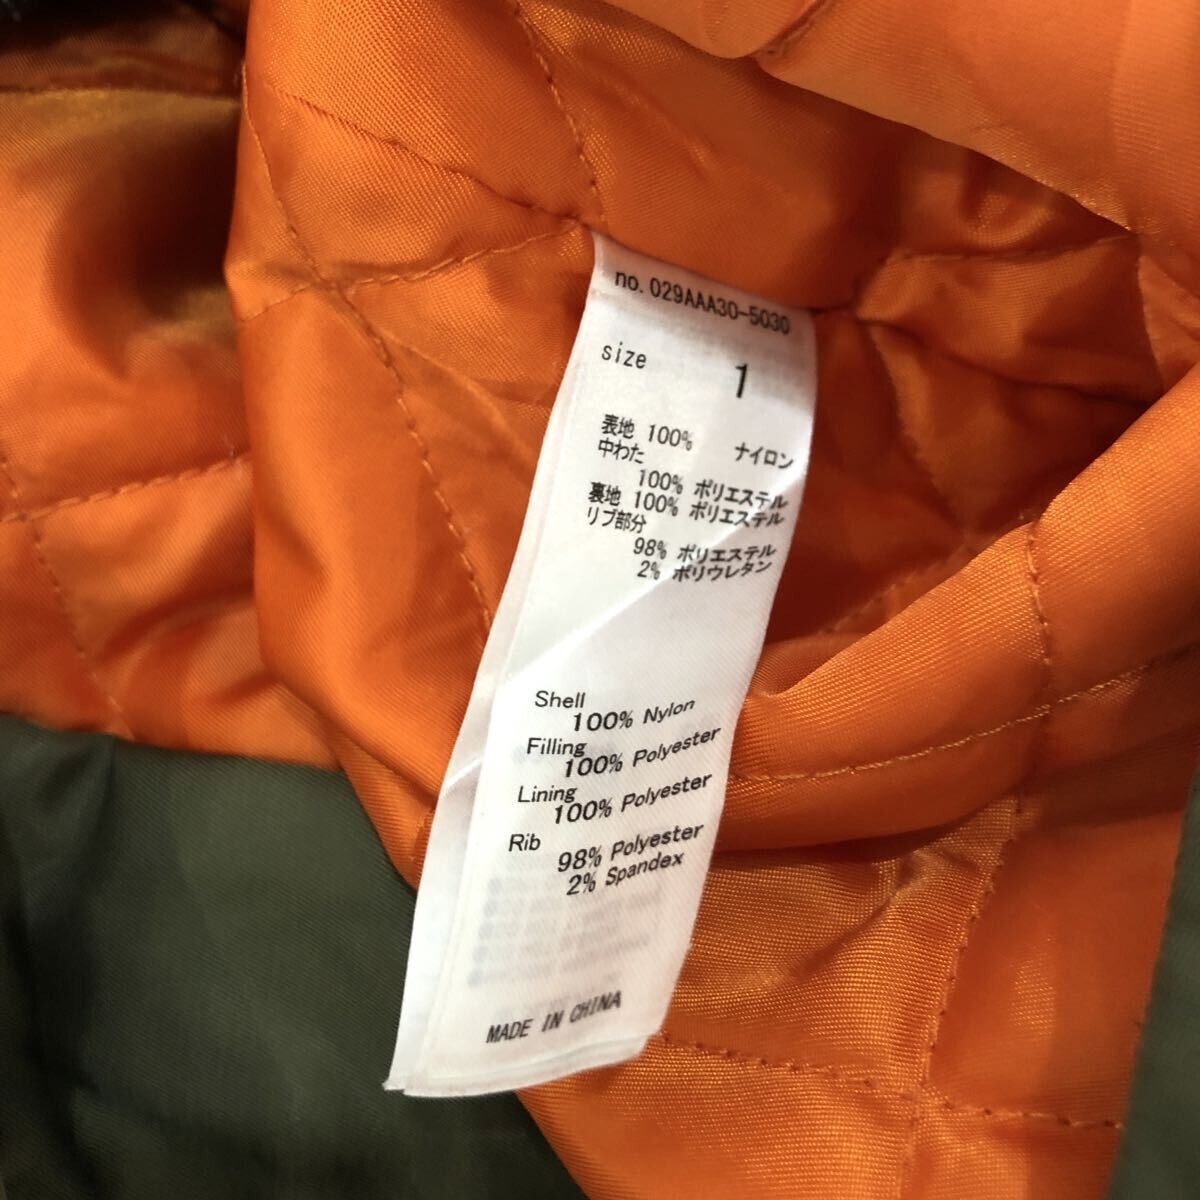 no. 029AAA30-5030
size 1
表地 100% ナイロン
中わた
100% ポリエステル
裏地 100% ポリエステル
リブ部分
98% ポリエステル
2% ポリウレタン
Shell
100% Nylon
Filling
100% Polyester
Lining
100% Polyester
Rib
98% Polyester
2% Spandex
MADE IN CHINA